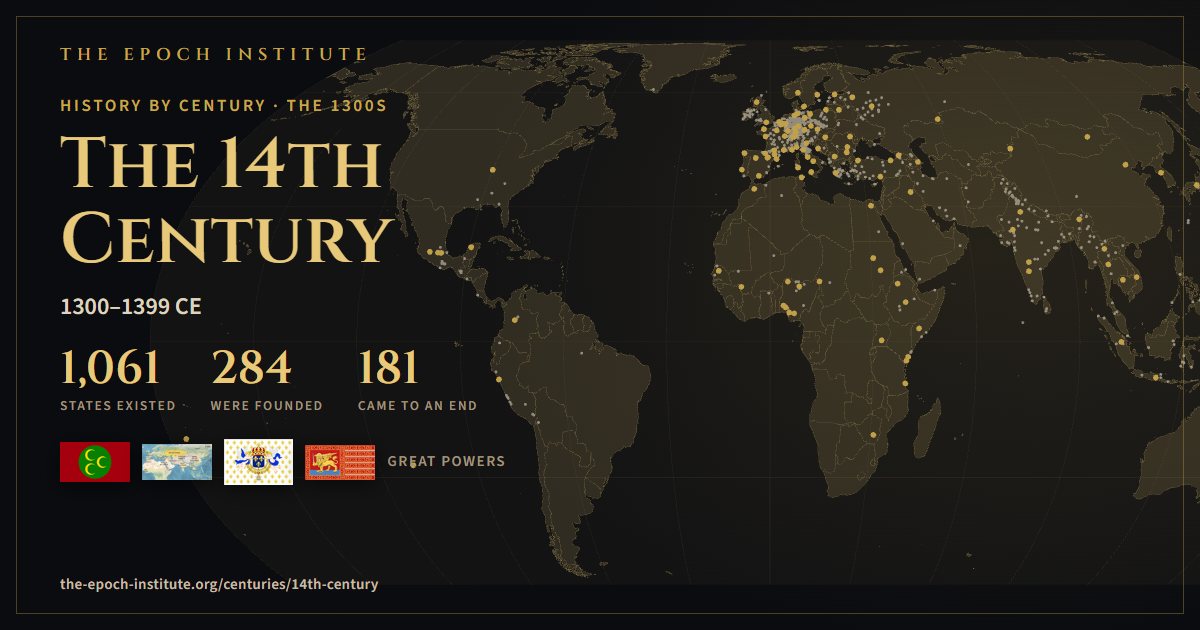 THE EPOCH INSTITUTE
HISTORY BY CENTURY · THE 1300S
THE 14TH
CENTURY
1300–1399 CE
1,061 284 181
STATES EXISTED WERE FOUNDED CAME TO AN END
GREAT POWERS
the-epoch-institute.org/centuries/14th-century